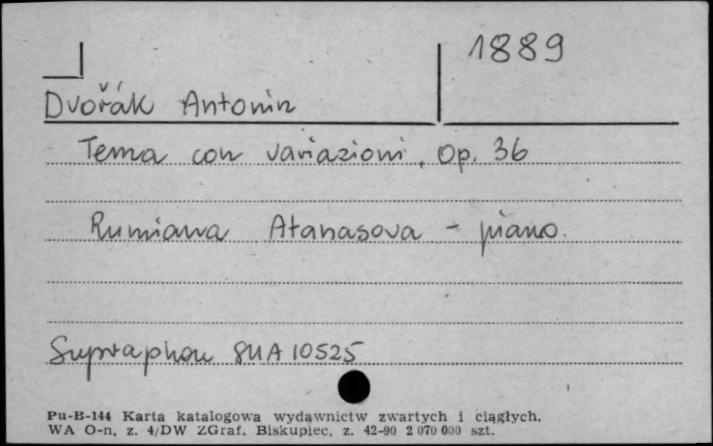 1889
Dvořák Antonin
Tema con variazioni, Op. 36
Rumiana Atanasova - piano.
Supraphon SUA 10525
Pu-B-144 Karta katalogowa wydawnictw zwartych i ciągłych.
WA O-n, z. 4/DW ZGraf. Biskupiec, z. 42-90 2 070 000 szt.